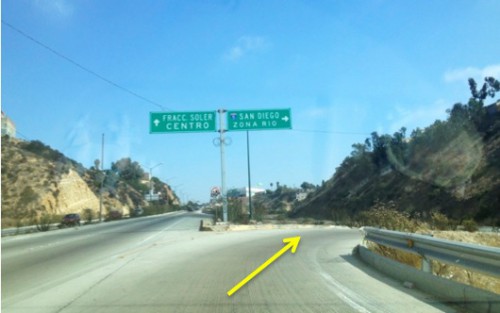 FRACC. SOLER
CENTRO
SAN DIEGO
ZONA RIO